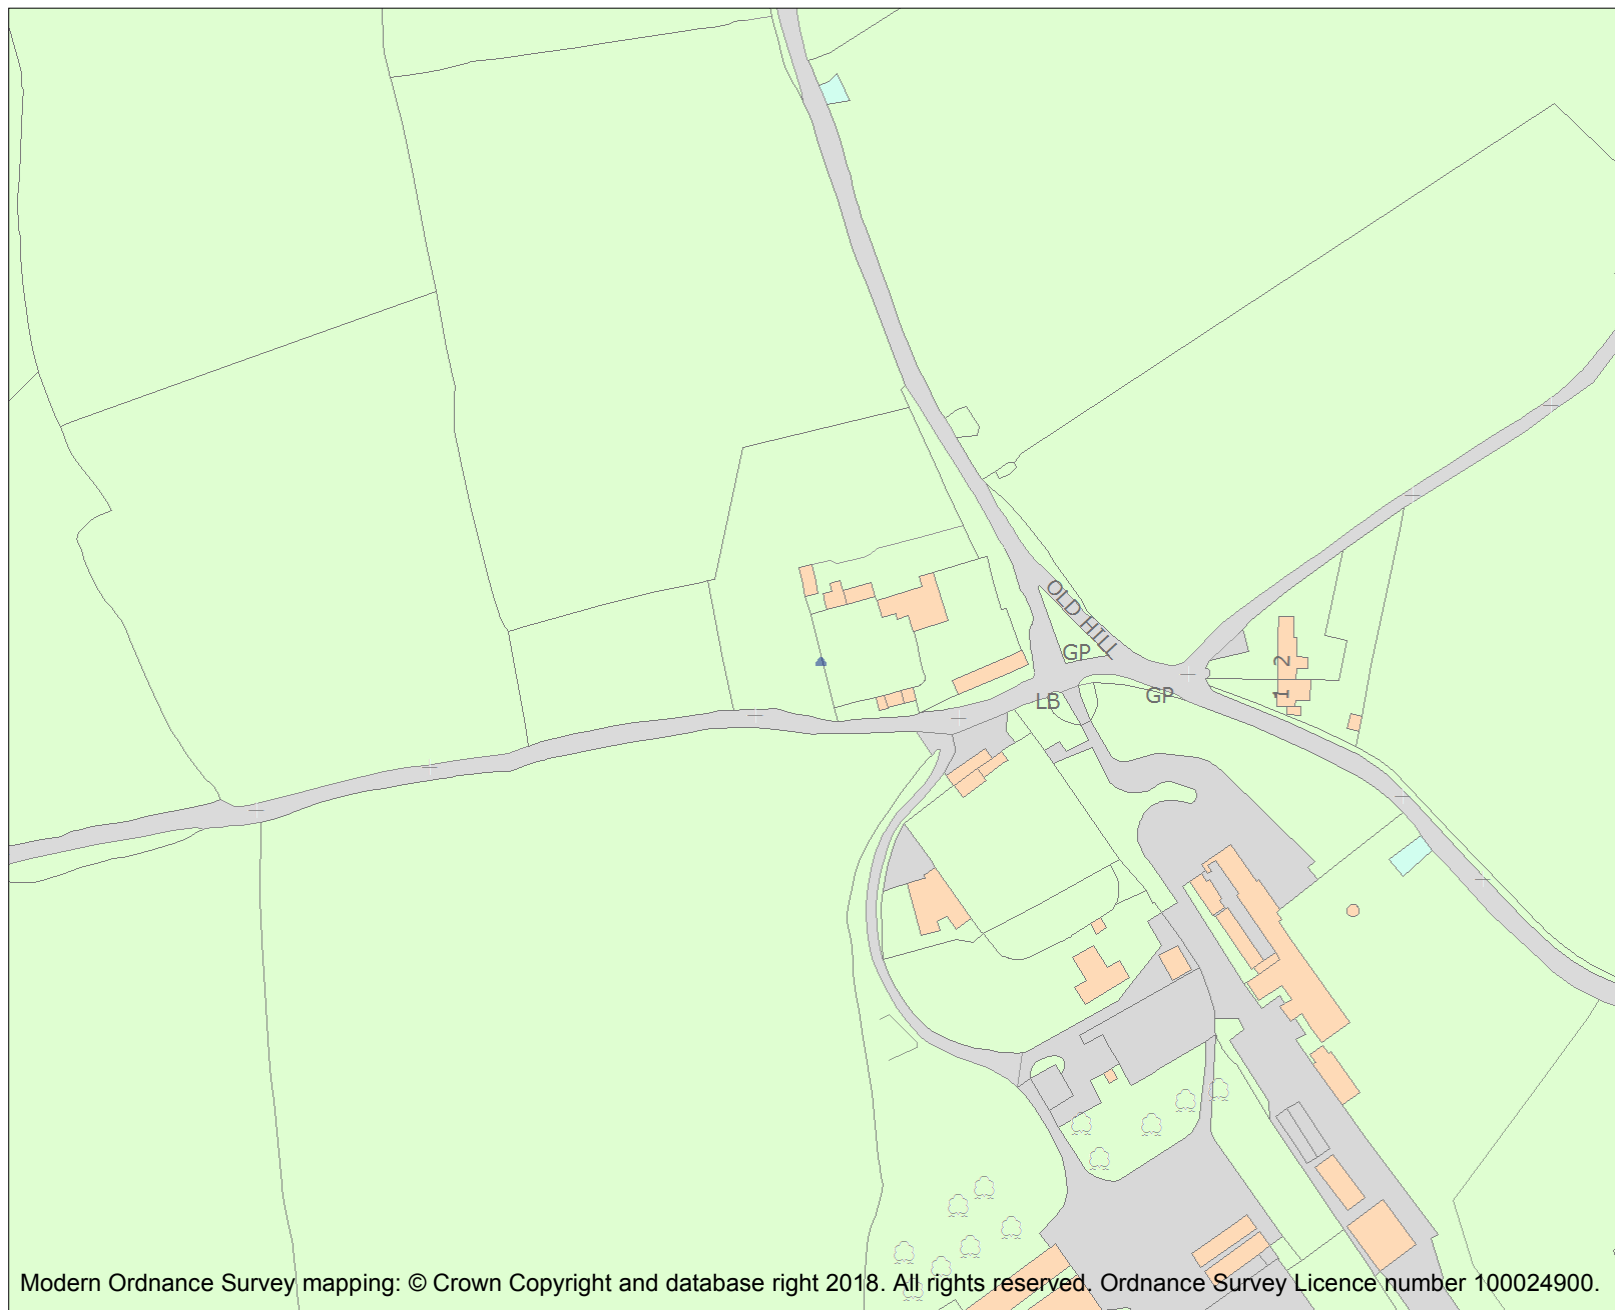 OLD HILL
GP
2
GP
LB
1
Modern Ordnance Survey mapping: © Crown Copyright and database right 2018. All rights reserved. Ordnance Survey Licence number 100024900.